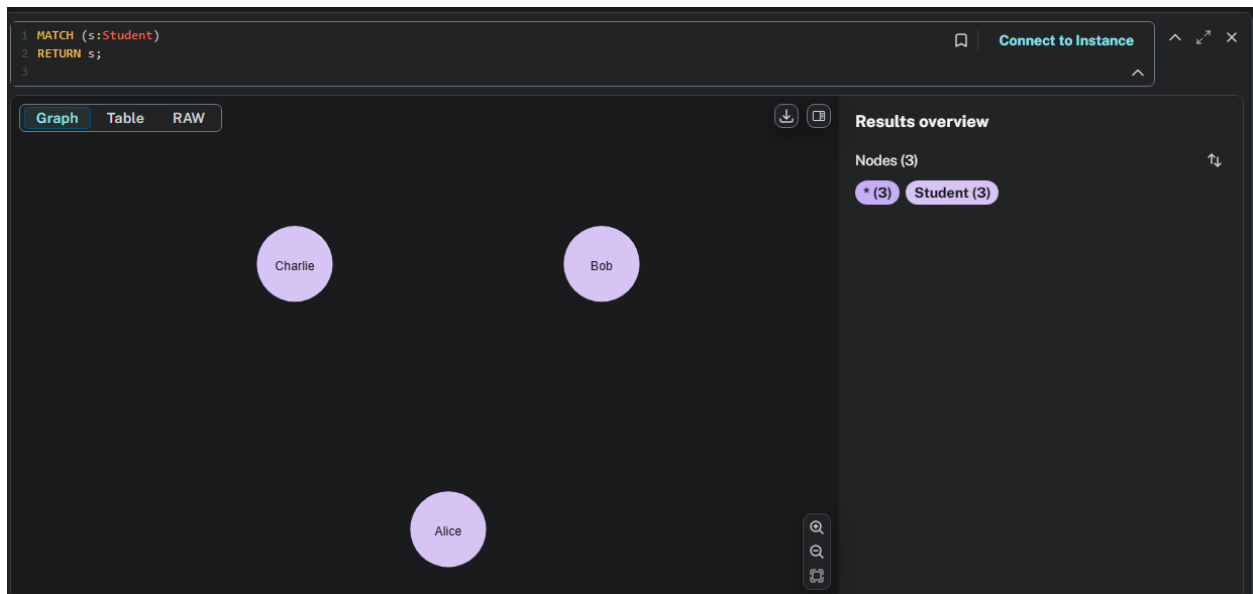 1 MATCH (s:Student)
2 RETURN s;
3
Connect to Instance
Graph Table RAW
Results overview
Nodes (3)
* (3) Student (3)
Charlie
Bob
Alice